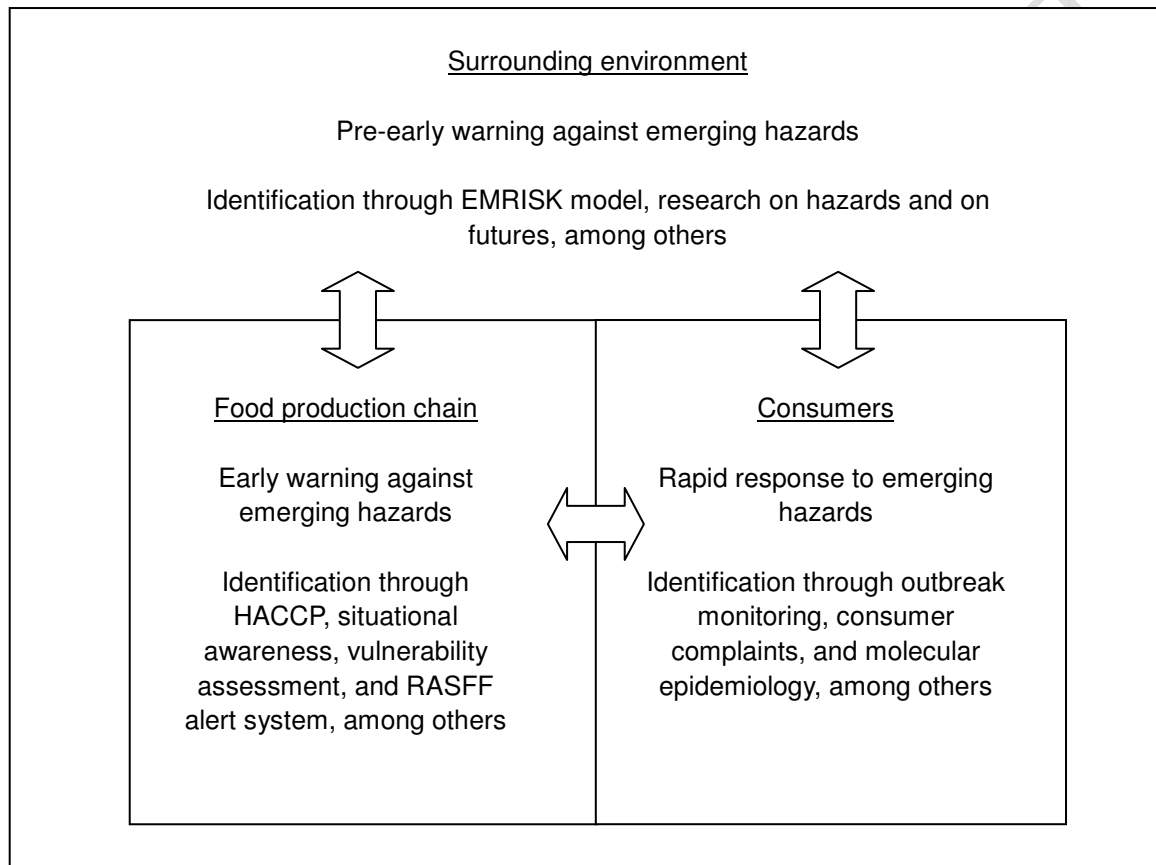 Surrounding environment
Pre-early warning against emerging hazards
Identification through EMRISK model, research on hazards and on
futures, among others
Food production chain
Early warning against
emerging hazards
Identification through
HACCP, situational
awareness, vulnerability
assessment, and RASFF
alert system, among others
Consumers
Rapid response to emerging
hazards
Identification through outbreak
monitoring, consumer
complaints, and molecular
epidemiology, among others